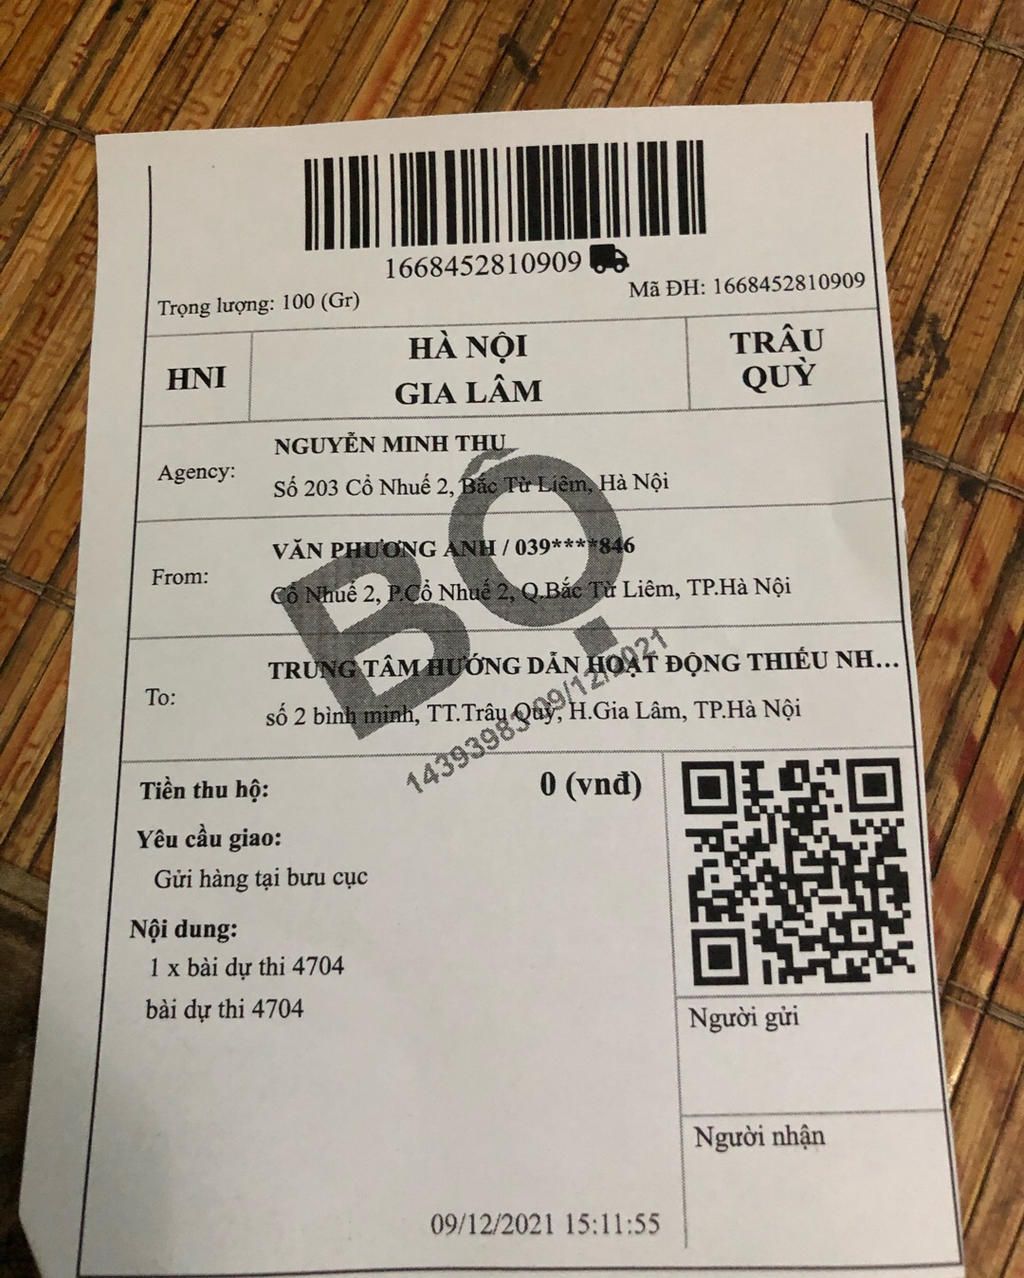 1668452810909
Trọng lượng: 100 (Gr)
Mã ĐH: 1668452810909
HNI
HÀ NỘI
GIA LÂM
TRÂU
QUỲ
Agency:
NGUYỄN MINH THU
Số 203 Cổ Nhuế 2, Bắc Từ Liêm, Hà Nội
From:
VĂN PHƯƠNG ANH / 039****846
Cổ Nhuế 2, P.Cổ Nhuế 2, Q.Bắc Từ Liêm, TP.Hà Nội
BỘ
To:
TRUNG TÂM HƯỚNG DẪN HOẠT ĐỘNG THIẾU NH...
số 2 bình minh, TT.Trâu Quỳ, H.Gia Lâm, TP.Hà Nội
14393983 09/12/2021
Tiền thu hộ:
0 (vnđ)
Yêu cầu giao:
Gửi hàng tại bưu cục
Nội dung:
1 x bài dự thi 4704
bài dự thi 4704
Người gửi
Người nhận
09/12/2021 15:11:55